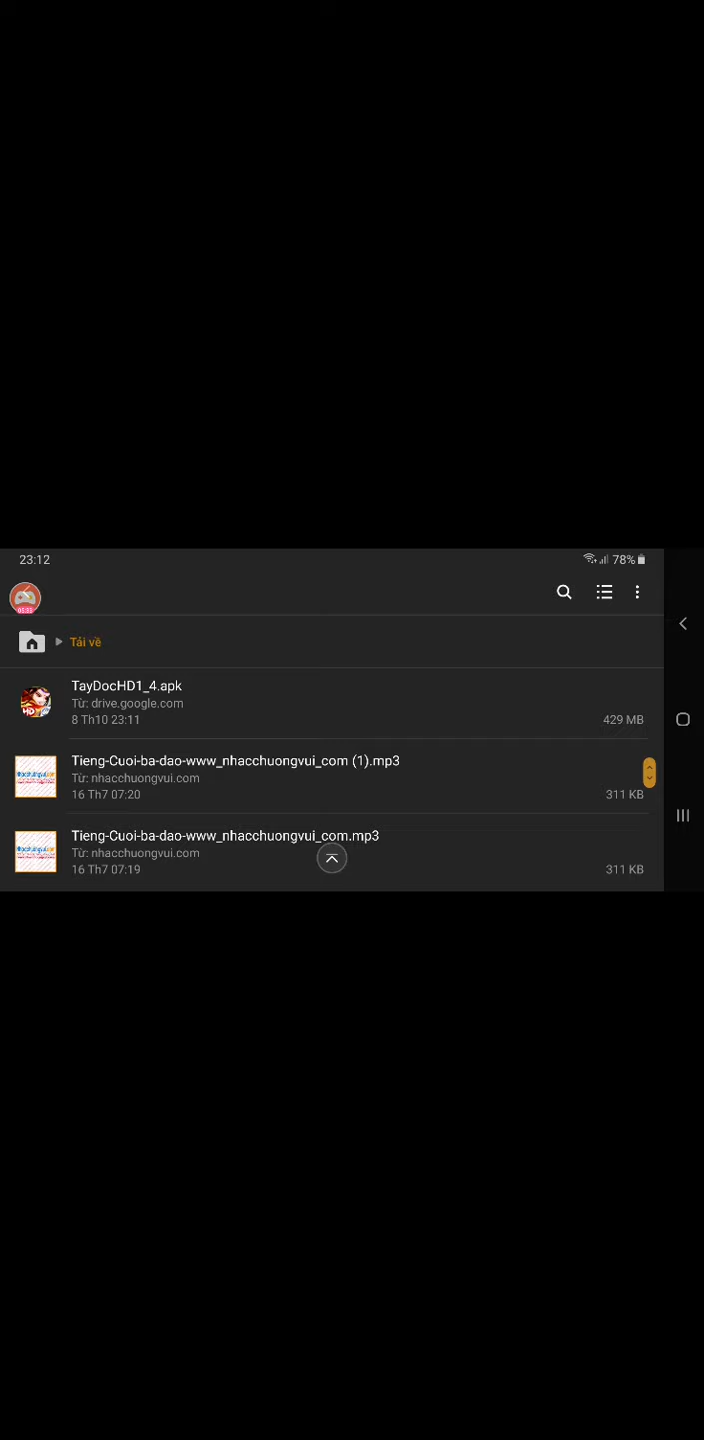 23:12
78%
05:35
Tải về
TayDocHD1_4.apk
Từ: drive.google.com
8 Th10 23:11
429 MB
Tieng-Cuoi-ba-dao-www_nhacchuongvui_com (1).mp3
Từ: nhacchuongvui.com
16 Th7 07:20
311 KB
Tieng-Cuoi-ba-dao-www_nhacchuongvui_com.mp3
Từ: nhacchuongvui.com
16 Th7 07:19
311 KB